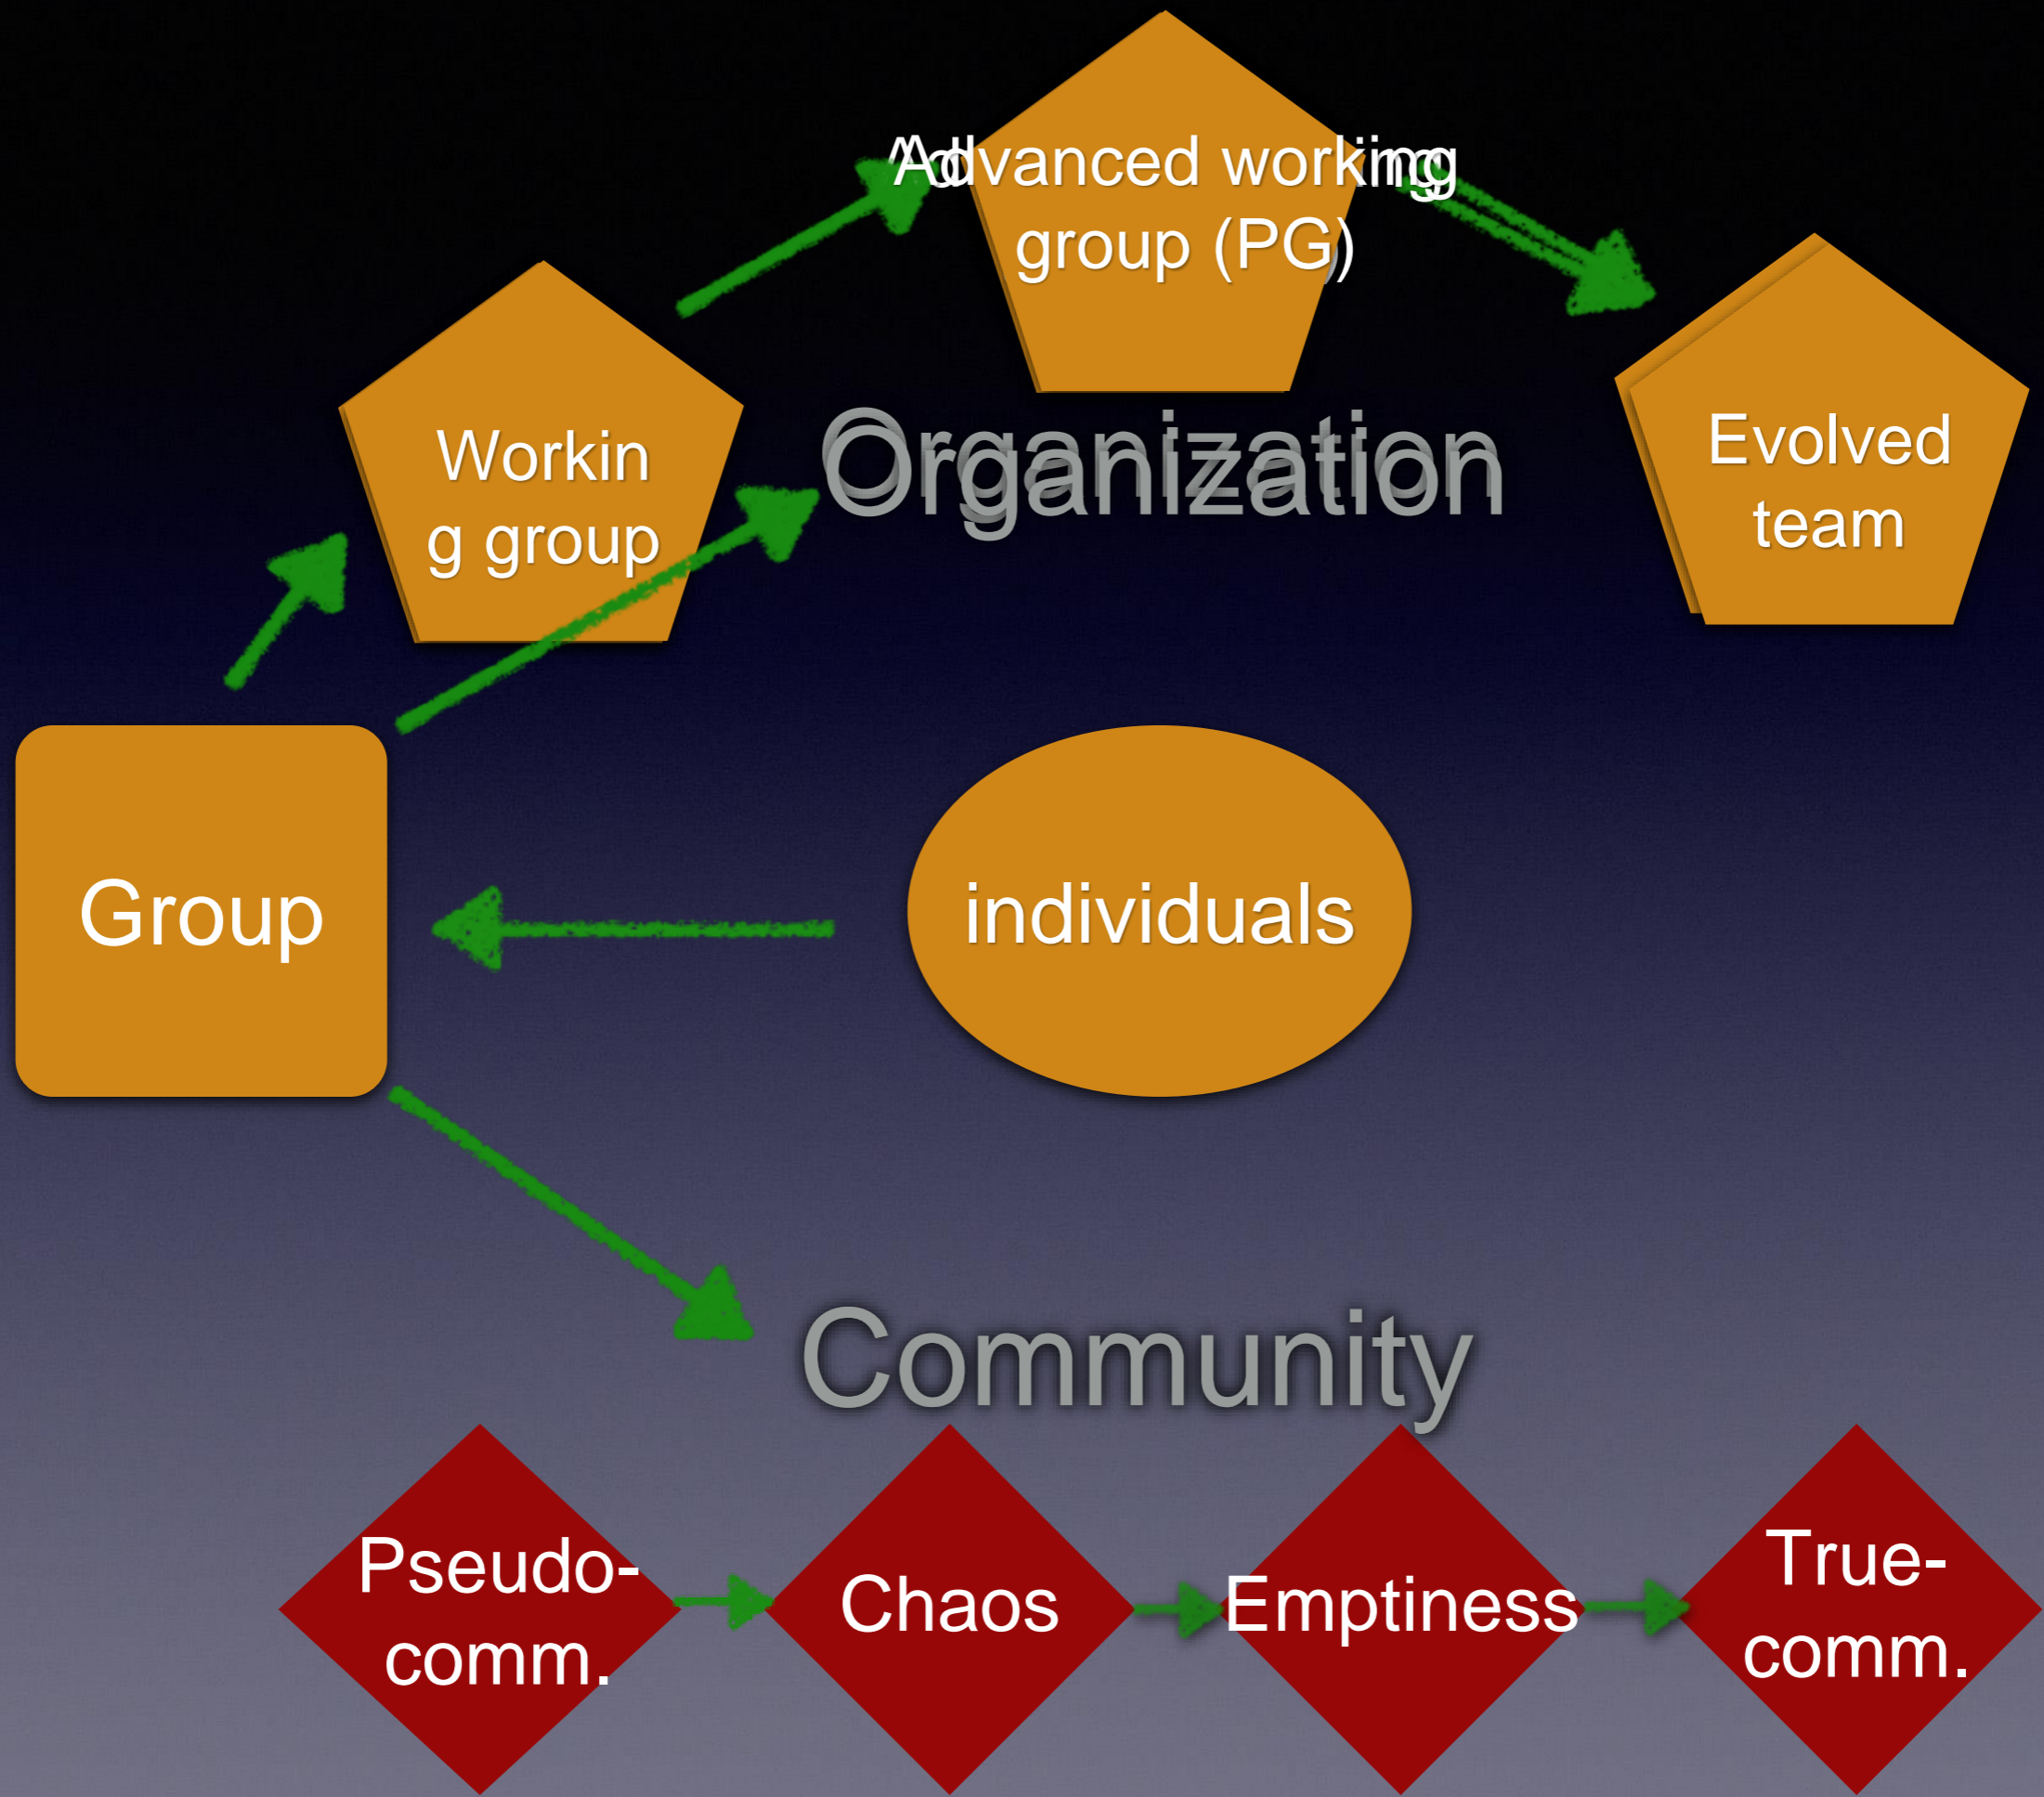 Advanced working
group (PG)
Workin
g group
Organization
Evolved
team
Group
individuals
Community
Pseudo-
comm.
Chaos
Emptiness
True-
comm.